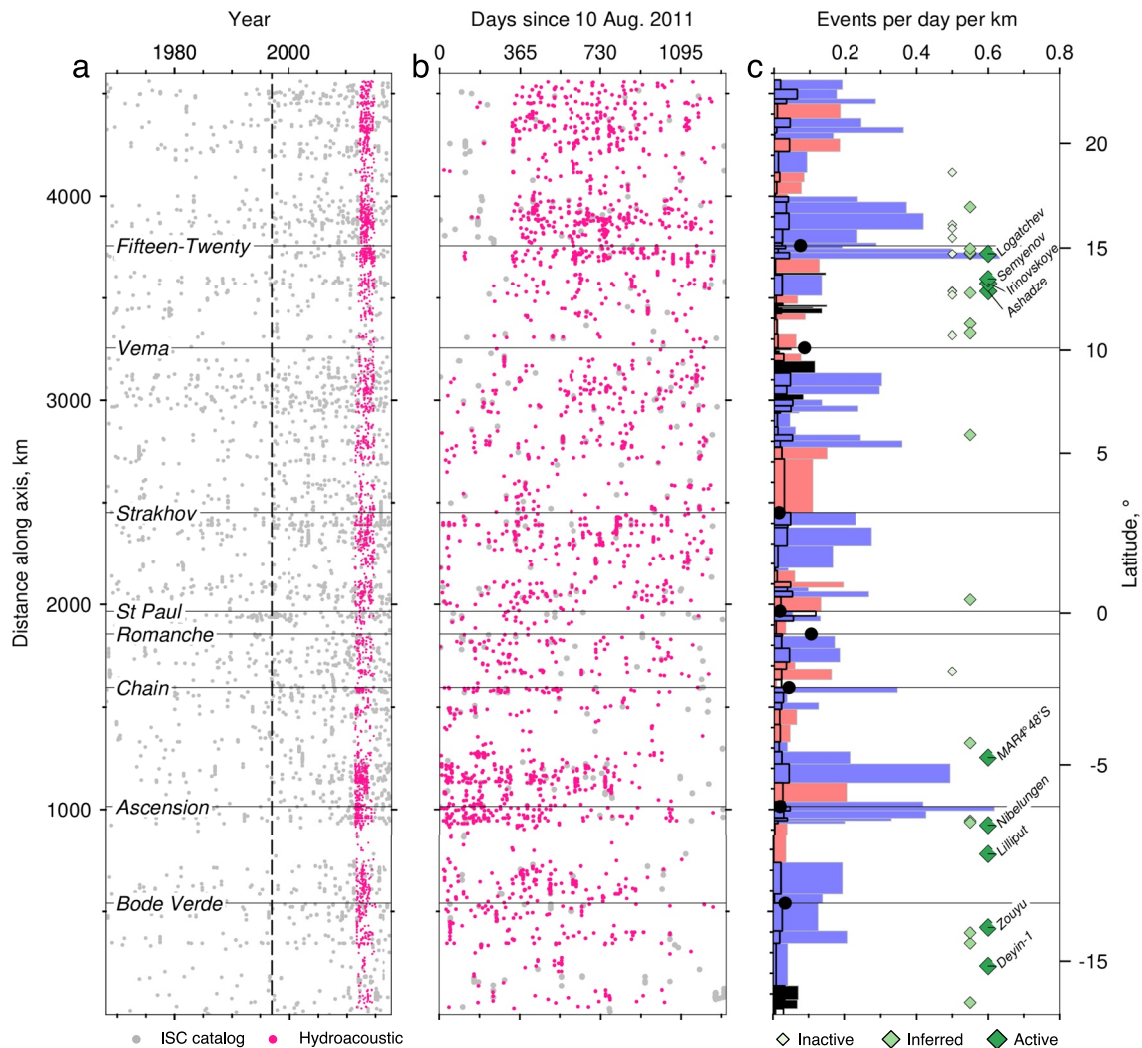 Year
Days since 10 Aug. 2011
Events per day per km
1980 2000
0 365 730 1095
0.2 0.4 0.6 0.8
a
b
c
Distance along axis, km
4000
3000
2000
1000
Fifteen-Twenty
Vema
Strakhov
St Paul
Romanche
Chain
Ascension
Bode Verde
Logatchev
Semyenov
Irinovskoye
Ashadze
MAR4°48'S
Nibelungen
Lilliput
Zouyu
Deyin-1
20
15
10
5
0
-5
-15
Latitude, °
ISC catalog Hydroacoustic
Inactive Inferred Active